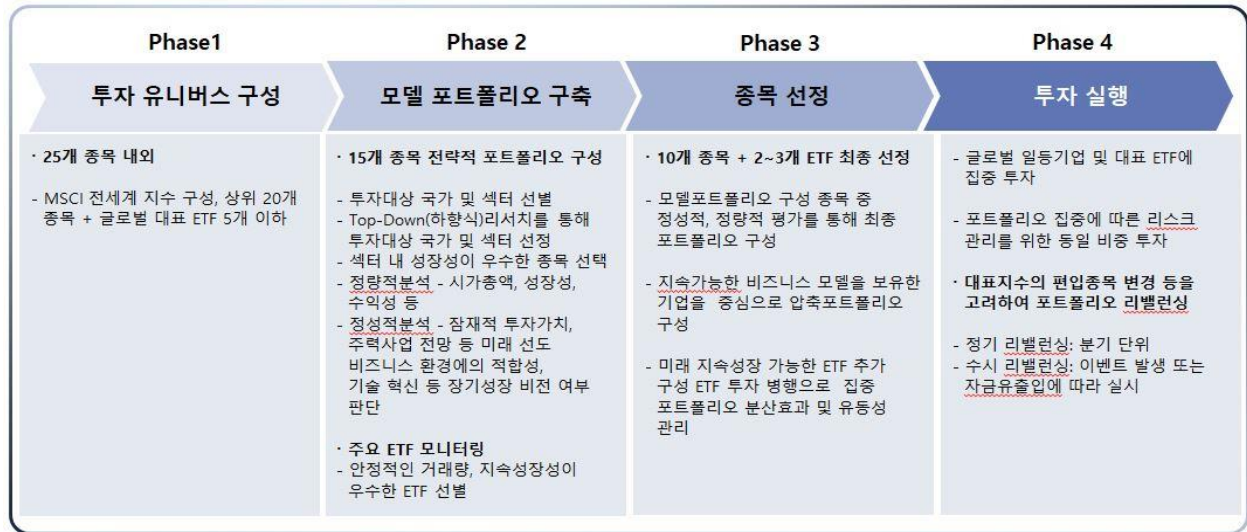 Phase1
투자 유니버스 구성
· 25개 종목 내외
- MSCI 전세계 지수 구성, 상위 20개
종목 + 글로벌 대표 ETF 5개 이하
Phase 2
모델 포트폴리오 구축
· 15개 종목 전략적 포트폴리오 구성
- 투자대상 국가 및 섹터 선별
- Top-Down(하향식)리서치를 통해
투자대상 국가 및 섹터 선정
- 섹터 내 성장성이 우수한 종목 선택
- 정량적분석 - 시가총액, 성장성,
수익성 등
- 정성적분석 - 잠재적 투자가치,
주력사업 전망 등 미래 선도
비즈니스 환경에의 적합성,
기술 혁신 등 장기성장 비전 여부
판단
· 주요 ETF 모니터링
- 안정적인 거래량, 지속성장성이
우수한 ETF 선별
Phase 3
종목 선정
· 10개 종목 + 2~3개 ETF 최종 선정
- 모델포트폴리오 구성 종목 중
정성적, 정량적 평가를 통해 최종
포트폴리오 구성
- 지속가능한 비즈니스 모델을 보유한
기업을 중심으로 압축포트폴리오
구성
- 미래 지속성장 가능한 ETF 추가
구성 ETF 투자 병행으로 집중
포트폴리오 분산효과 및 유동성
관리
Phase 4
투자 실행
- 글로벌 일등기업 및 대표 ETF에
집중 투자
- 포트폴리오 집중에 따른 리스크
관리를 위한 동일 비중 투자
· 대표지수의 편입종목 변경 등을
고려하여 포트폴리오 리밸런싱
- 정기 리밸런싱: 분기 단위
- 수시 리밸런싱: 이벤트 발생 또는
자금유출입에 따라 실시